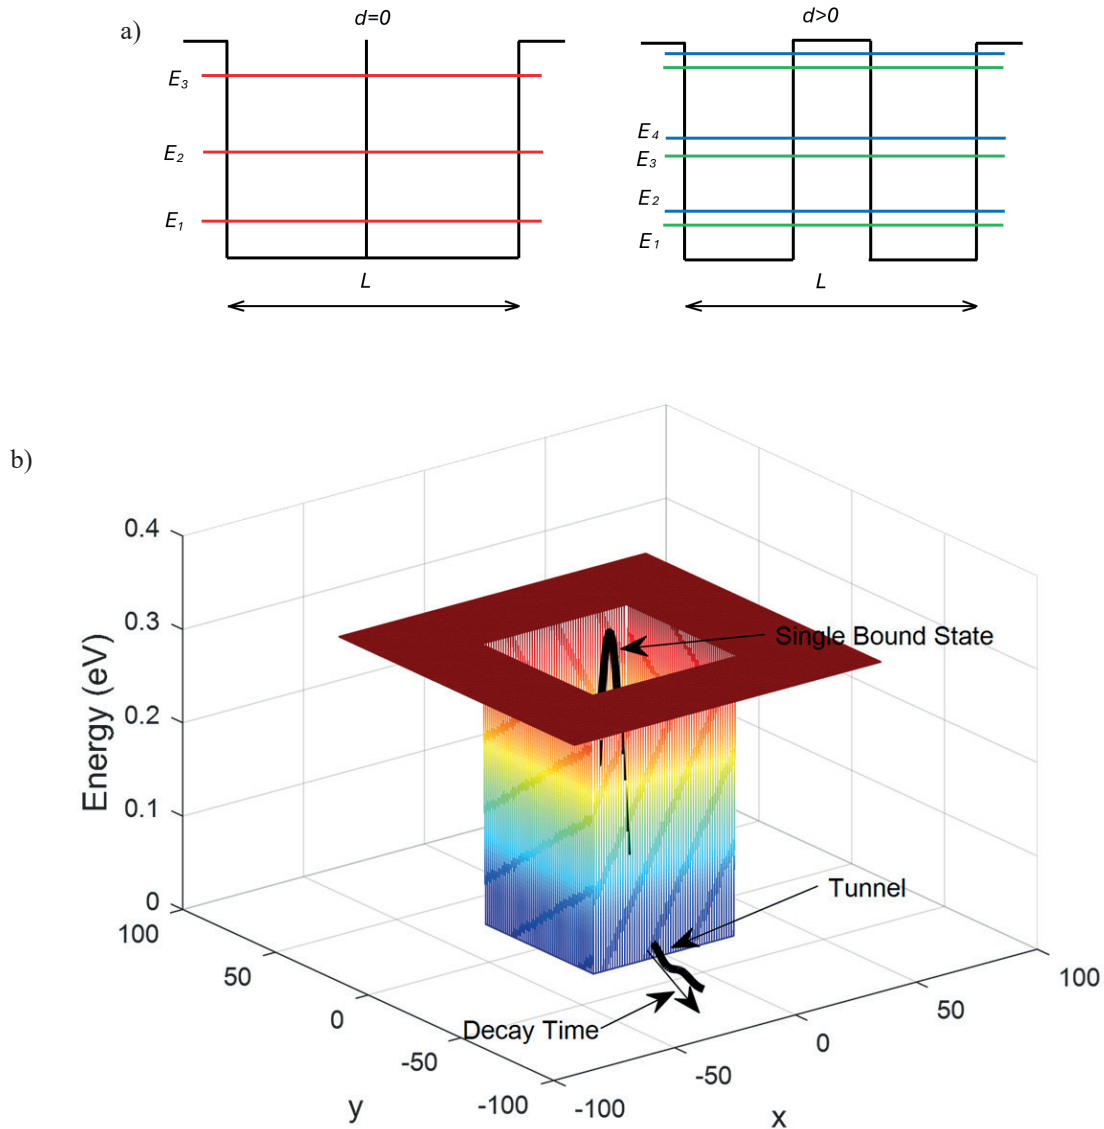 a)
d=0
E3
E2
E1
L
d>0
E4
E3
E2
E1
L
b)
Energy (eV)
0.4
0.3
0.2
0.1
0
100
50
0
-50
-100
y
-100
-50
0
50
100
x
Single Bound State
Tunnel
Decay Time